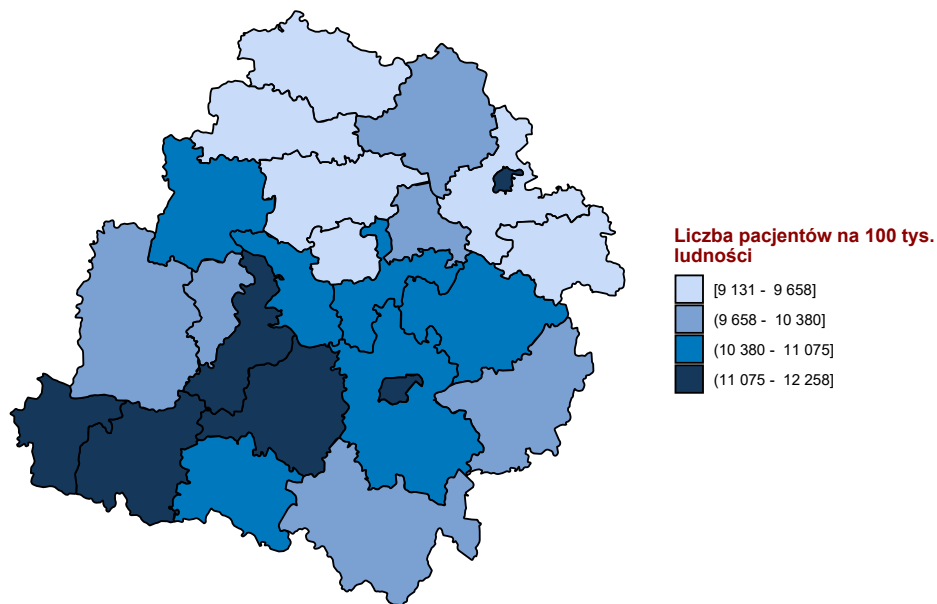 Liczba pacjentów na 100 tys.
ludności
[9 131 - 9 658]
(9 658 - 10 380]
(10 380 - 11 075]
(11 075 - 12 258]